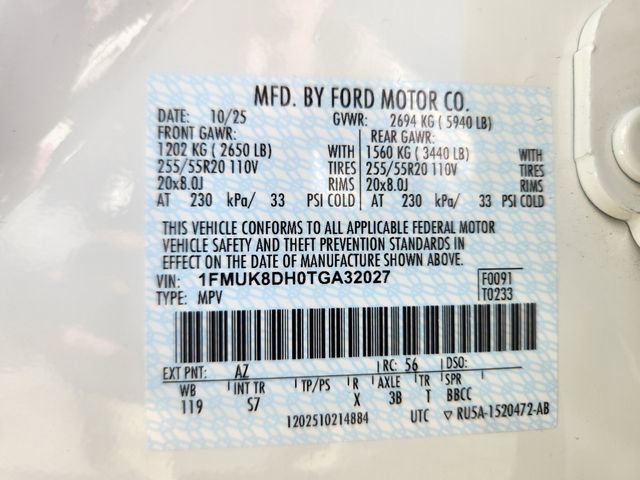 MFD. BY FORD MOTOR CO.
DATE: 10/25 GVWR: 2694 KG ( 5940 LB)
FRONT GAWR: REAR GAWR:
1202 KG ( 2650 LB) WITH 1560 KG ( 3440 LB) WITH
255/55R20 110V TIRES 255/55R20 110V TIRES
20x8.0J RIMS 20x8.0J RIMS
AT 230 kPa/ 33 PSI COLD AT 230 kPa/ 33 PSI COLD
THIS VEHICLE CONFORMS TO ALL APPLICABLE FEDERAL MOTOR
VEHICLE SAFETY AND THEFT PREVENTION STANDARDS IN
EFFECT ON THE DATE OF MANUFACTURE SHOWN ABOVE.
VIN: 1FMUK8DH0TGA32027 F0091
TYPE: MPV T0233
EXT PNT: AZ RC: 56 DSO:
WB INT TR TP/PS R AXLE TR SPR
119 S7 X 3B T BBCC
1202510214884 UTC ▽ RU5A-1520472-AB